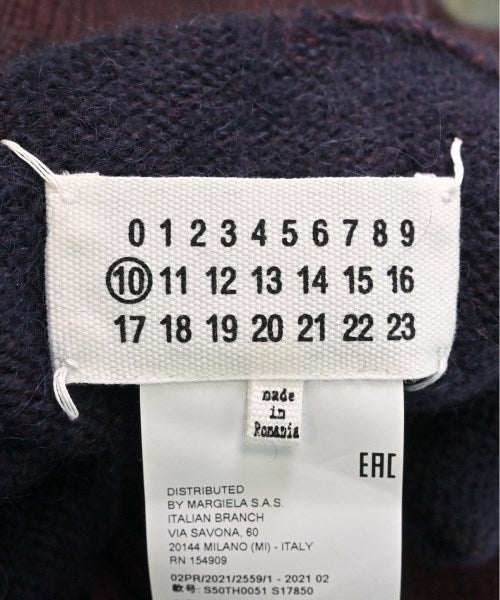 0 1 2 3 4 5 6 7 8 9
10 11 12 13 14 15 16
17 18 19 20 21 22 23
made
in
Romania
EAC
DISTRIBUTED
BY MARGIELA S.A.S.
ITALIAN BRANCH
VIA SAVONA, 60
20144 MILANO (MI) - ITALY
RN 154909
02PR/2021/2559/1 - 2021 02
款号: S50TH0051 S17850